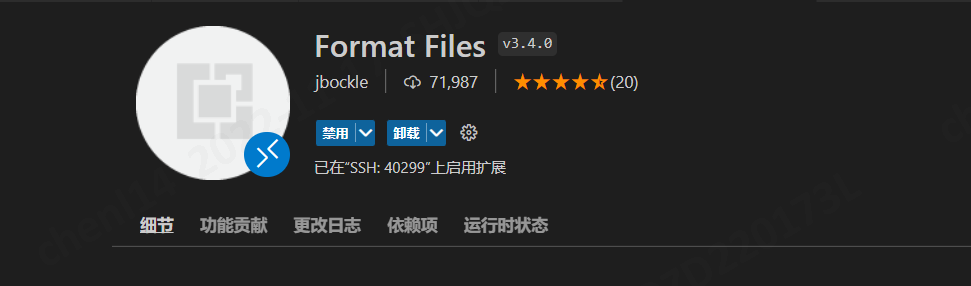 Format Files v3.4.0
jbockle 71,987 (20)
禁用 卸载
已在“SSH: 40299”上启用扩展
细节 功能贡献 更改日志 依赖项 运行时状态